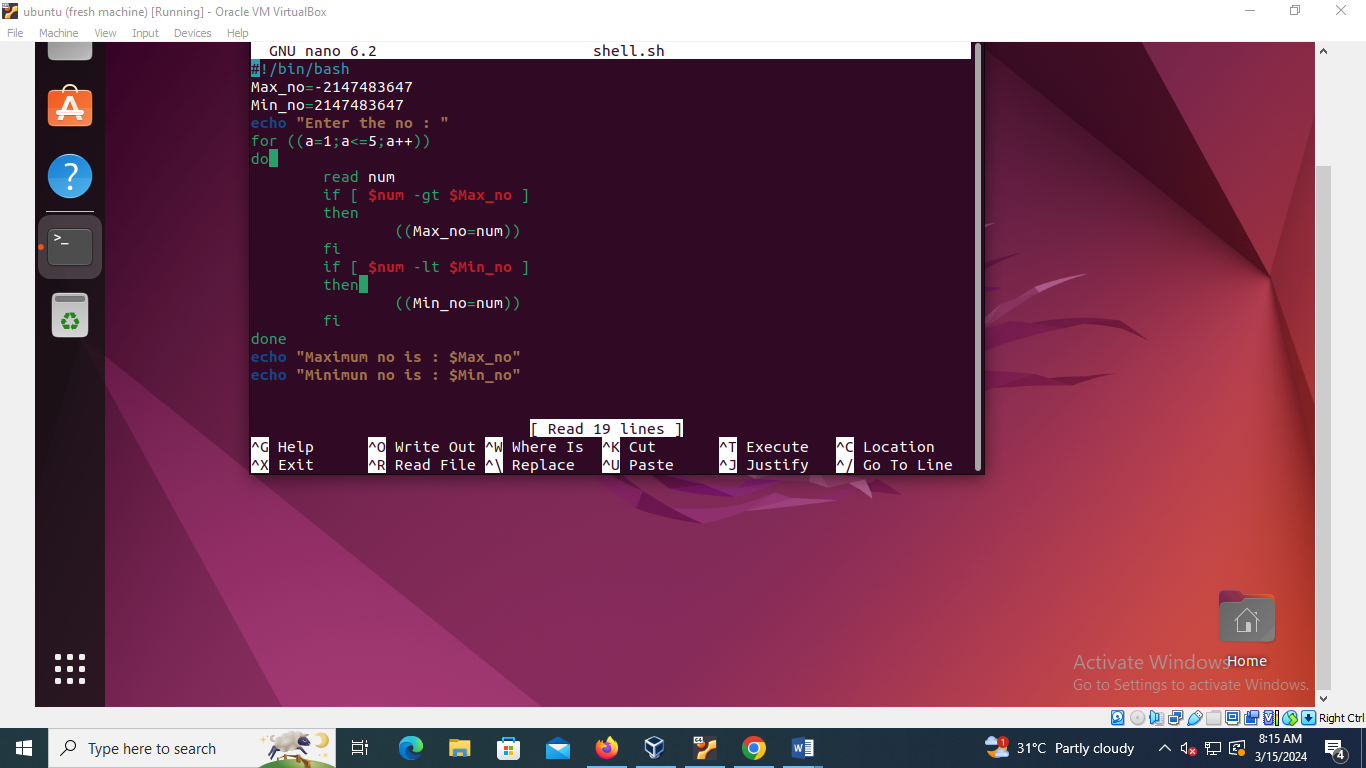 ubuntu (fresh machine) [Running] - Oracle VM VirtualBox
File Machine View Input Devices Help
GNU nano 6.2 shell.sh
#!/bin/bash
Max_no=-2147483647
Min_no=2147483647
echo "Enter the no : "
for ((a=1;a<=5;a++))
do
read num
if [ $num -gt $Max_no ]
then
((Max_no=num))
fi
if [ $num -lt $Min_no ]
then
((Min_no=num))
fi
done
echo "Maximum no is : $Max_no"
echo "Minimun no is : $Min_no"
[ Read 19 lines ]
^G Help ^O Write Out ^W Where Is ^K Cut ^T Execute ^C Location
^X Exit ^R Read File ^\ Replace ^U Paste ^J Justify ^/ Go To Line
Home
Activate Windows
Go to Settings to activate Windows.
Right Ctrl
Type here to search
31°C Partly cloudy
8:15 AM
3/15/2024
4